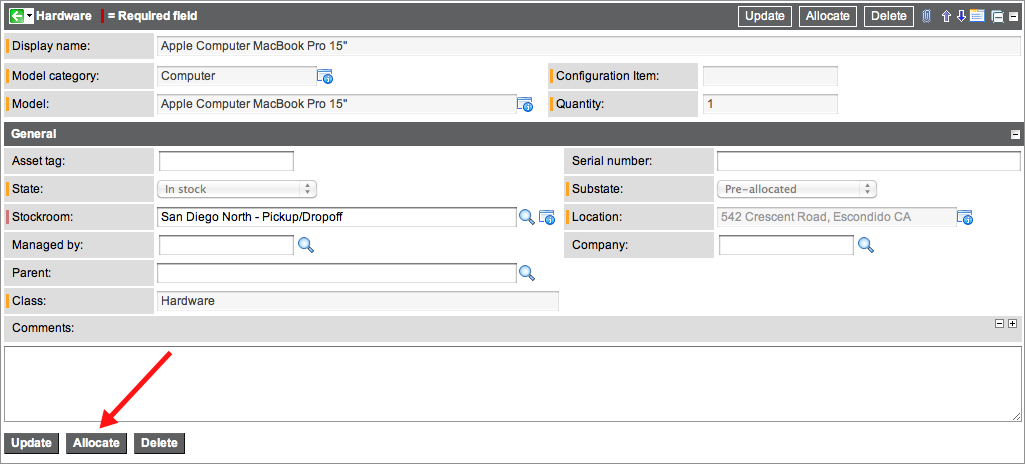 Hardware = Required field Update Allocate Delete
Display name: Apple Computer MacBook Pro 15"
Model category: Computer Configuration Item:
Model: Apple Computer MacBook Pro 15" Quantity: 1
General
Asset tag: Serial number:
State: In stock Substate: Pre-allocated
Stockroom: San Diego North - Pickup/Dropoff Location: 542 Crescent Road, Escondido CA
Managed by: Company:
Parent:
Class: Hardware
Comments:
Update Allocate Delete